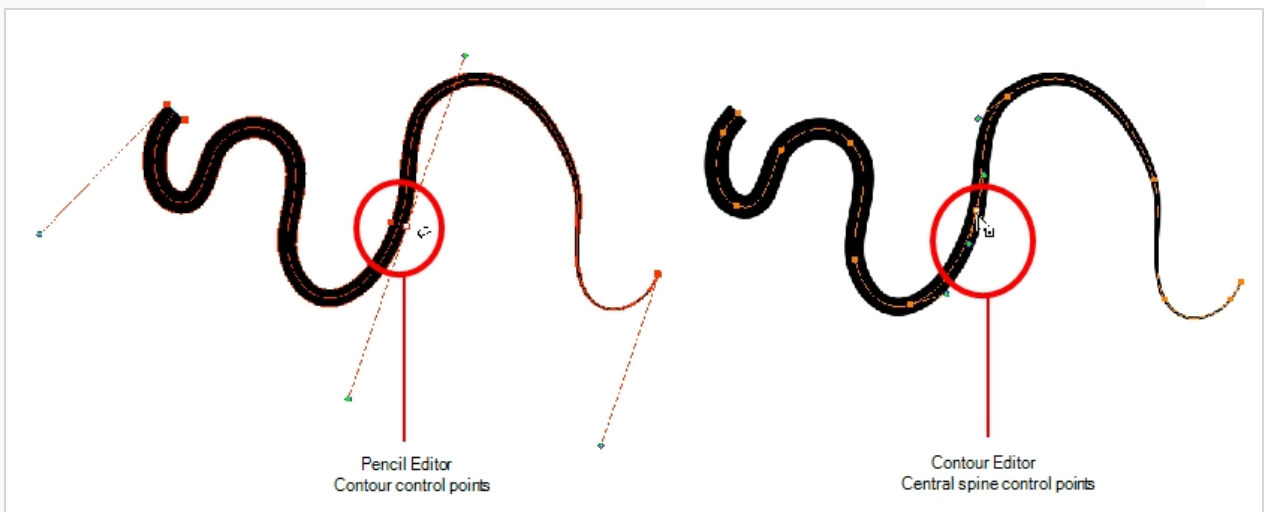 Pencil Editor
Contour control points
Contour Editor
Central spine control points